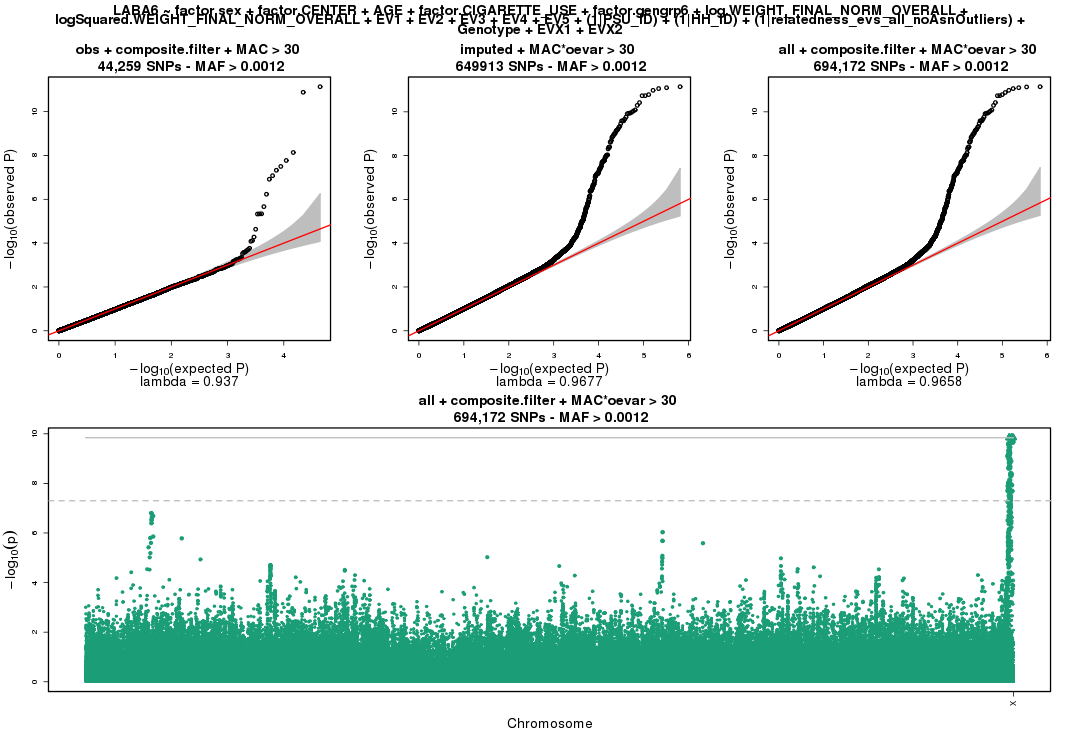 LABA6 ~ factor.sex + factor.CENTER + AGE + factor.CIGARETTE_USE + factor.gengrp6 + log.WEIGHT_FINAL_NORM_OVERALL +
logSquared.WEIGHT_FINAL_NORM_OVERALL + EV1 + EV2 + EV3 + EV4 + EV5 + (1|PSU_ID) + (1|HH_ID) + (1|relatedness_evs_all_noAsnOutliers) +
Genotype + EVX1 + EVX2
obs + composite.filter + MAC > 30
44,259 SNPs - MAF > 0.0012
−log10(observed P)
0 2 4 6 8 10
0 1 2 3 4
−log10(expected P)
lambda = 0.937
imputed + MAC*oevar > 30
649913 SNPs - MAF > 0.0012
−log10(observed P)
0 2 4 6 8 10
0 1 2 3 4 5 6
−log10(expected P)
lambda = 0.9677
all + composite.filter + MAC*oevar > 30
694,172 SNPs - MAF > 0.0012
−log10(observed P)
0 2 4 6 8 10
0 1 2 3 4 5 6
−log10(expected P)
lambda = 0.9658
all + composite.filter + MAC*oevar > 30
694,172 SNPs - MAF > 0.0012
−log10(p)
0 2 4 6 8 10
X
Chromosome